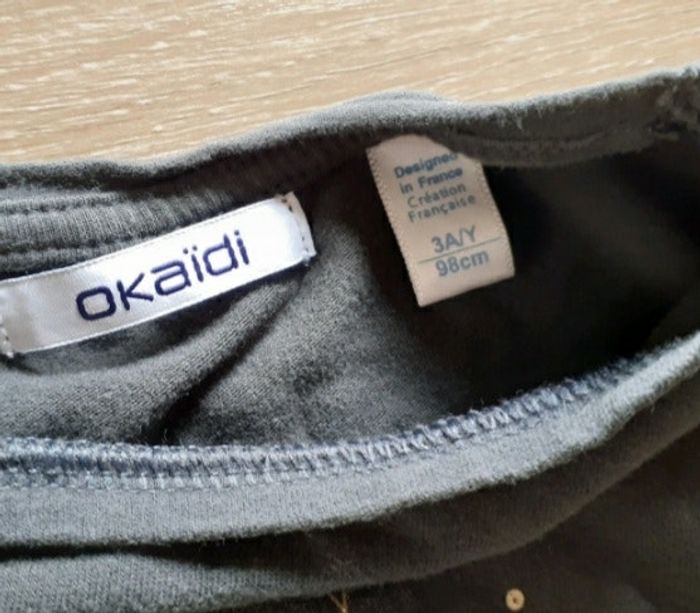 okaïdi
Designed
in France
Création
Française
3A/Y
98cm